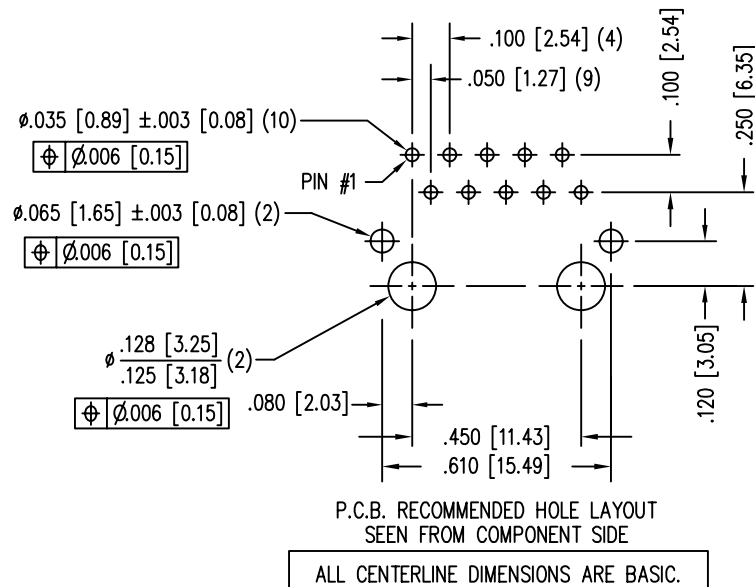 .100 [2.54] (4)
.050 [1.27] (9)
.100 [2.54]
.250 [6.35]
ø.035 [0.89] ±.003 [0.08] (10)
⌖ Ø.006 [0.15]
PIN #1
ø.065 [1.65] ±.003 [0.08] (2)
⌖ Ø.006 [0.15]
ø .128 [3.25]
.125 [3.18] (2)
⌖ Ø.006 [0.15]
.080 [2.03]
.120 [3.05]
.450 [11.43]
.610 [15.49]
P.C.B. RECOMMENDED HOLE LAYOUT
SEEN FROM COMPONENT SIDE
ALL CENTERLINE DIMENSIONS ARE BASIC.